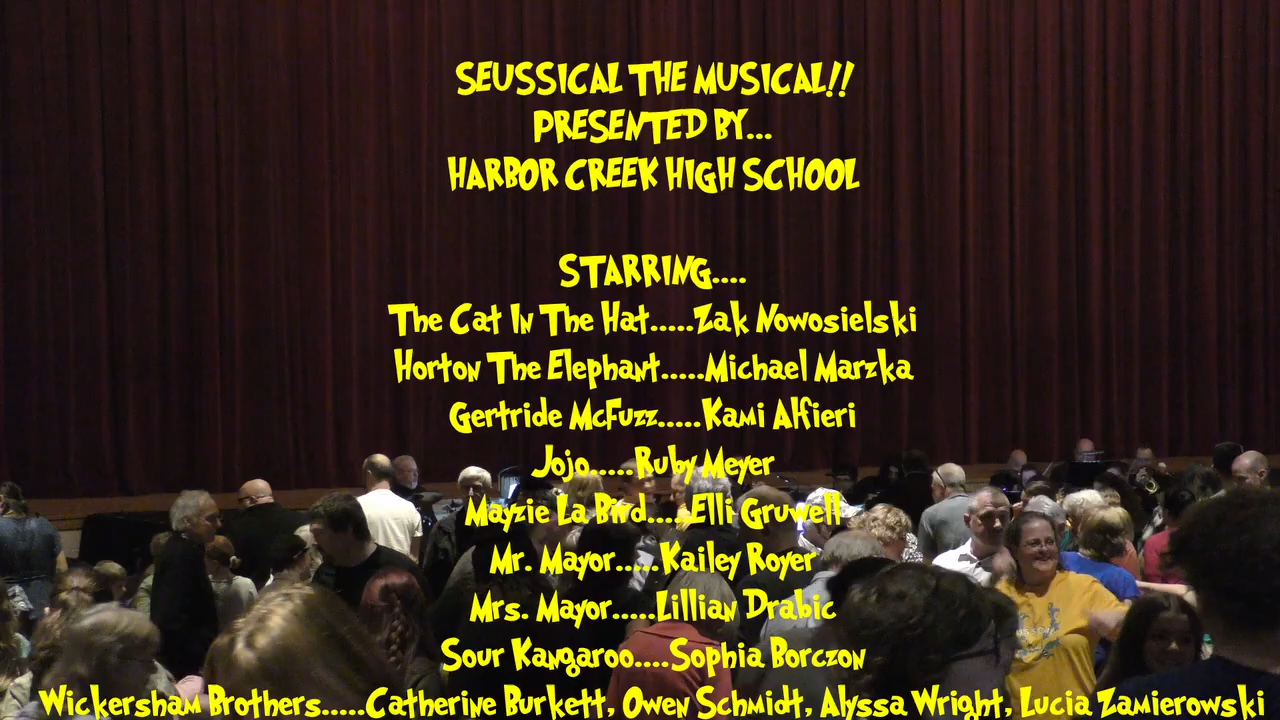 SEUSSICAL THE MUSICAL!!
PRESENTED BY...
HARBOR CREEK HIGH SCHOOL
STARRING....
The Cat In The Hat.....Zak Nowosielski
Horton The Elephant.....Michael Marzka
Gertride McFuzz.....Kami Alfieri
Jojo.....Ruby Meyer
Mayzie La Bird.....Elli Gruwell
Mr. Mayor.....Kailey Royer
Mrs. Mayor.....Lillian Drabic
Sour Kangaroo....Sophia Borczon
Wickersham Brothers.....Catherine Burkett, Owen Schmidt, Alyssa Wright, Lucia Zamierowski